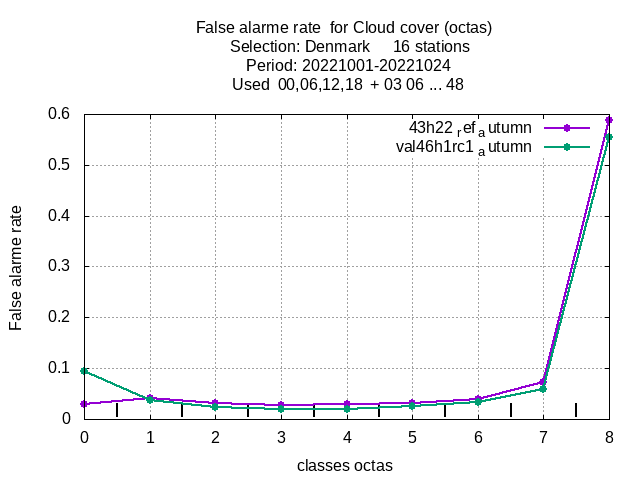 False alarme rate  for Cloud cover (octas)
Selection: Denmark     16 stations
Period: 20221001-20221024
Used  00,06,12,18  + 03 06 ... 48
43h22 refautumn
val46h1rc1 autumn
0.6
0.5
0.4
0.3
0.2
0.1
0
False alarme rate
0 1 2 3 4 5 6 7 8
classes octas